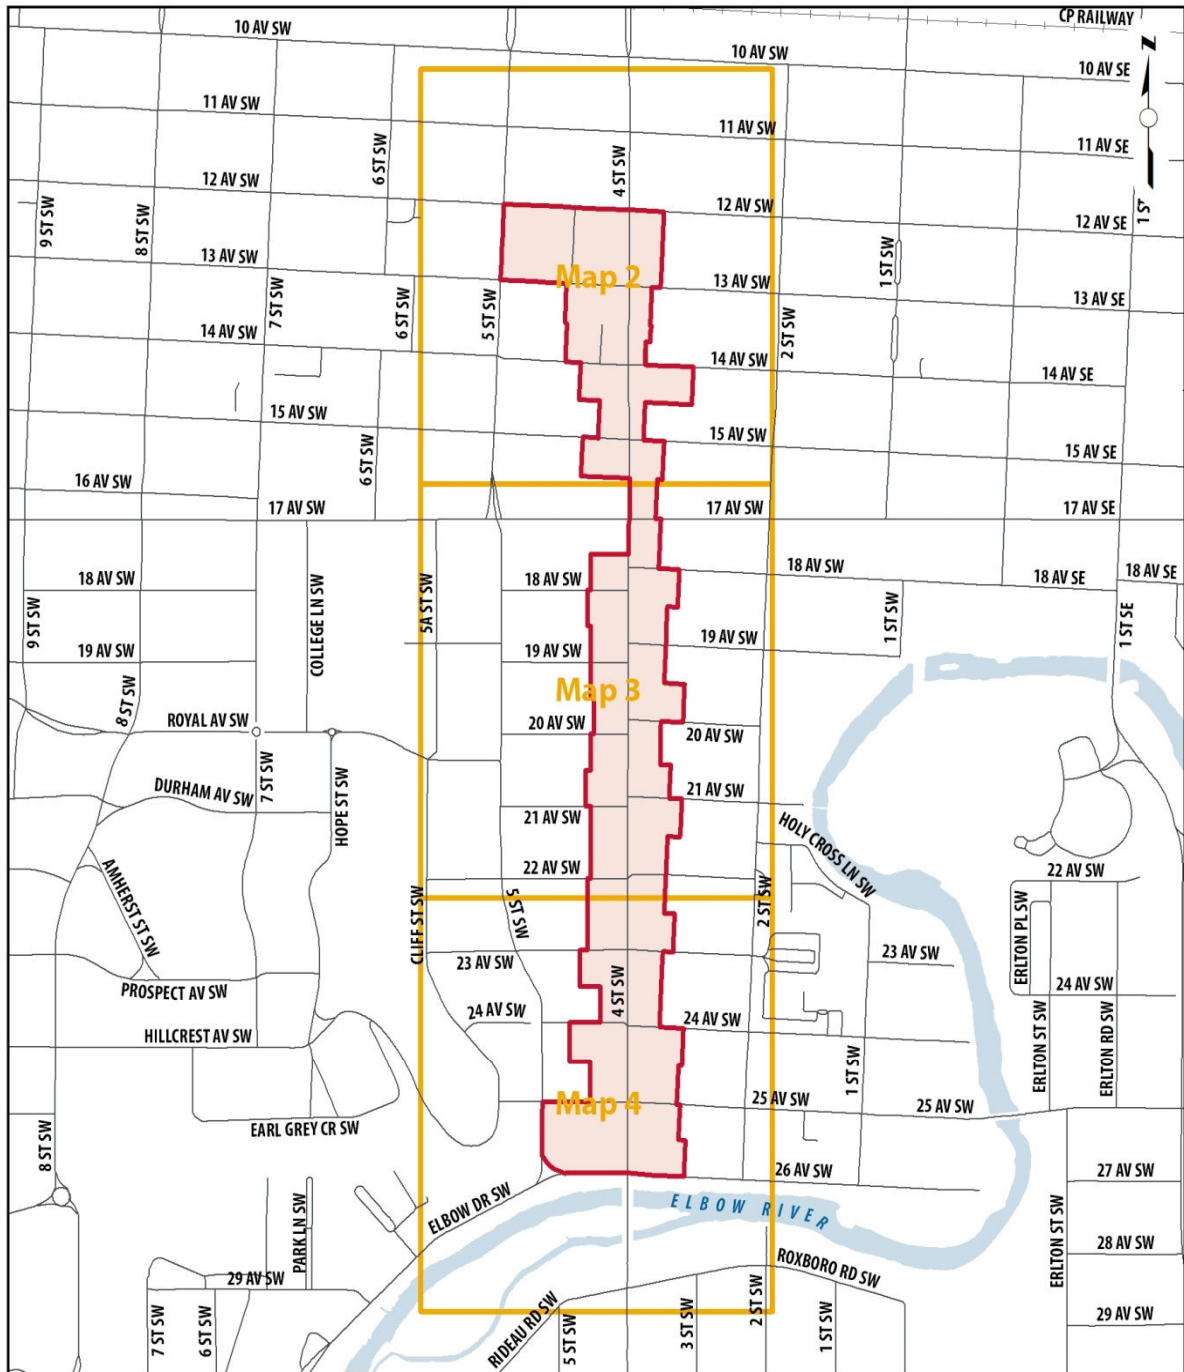 CP RAILWAY
10 AV SW
10 AV SW
10 AV SE
N
11 AV SW
11 AV SW
11 AV SE
6 ST SW
4 ST SW
12 AV SW
12 AV SW
12 AV SE
1 ST
9 ST SW
8 ST SW
13 AV SW
Map 2
13 AV SW
1 ST SW
13 AV SE
7 ST SW
6 ST SW
5 ST SW
2 ST SW
14 AV SW
14 AV SW
14 AV SE
15 AV SW
15 AV SW
15 AV SE
6 ST SW
16 AV SW
17 AV SW
17 AV SW
17 AV SE
18 AV SW
18 AV SW
18 AV SW
18 AV SE
18 AV SE
9 ST SW
COLLEGE LN SW
5A ST SW
1 ST SW
1 ST SE
19 AV SW
19 AV SW
19 AV SW
8 ST SW
Map 3
ROYAL AV SW
20 AV SW
20 AV SW
7 ST SW
HOPE ST SW
DURHAM AV SW
21 AV SW
21 AV SW
HOLY CROSS LN SW
AMHERST ST SW
22 AV SW
22 AV SW
CLIFF ST SW
5 ST SW
2 ST SW
ERLTON PL SW
23 AV SW
23 AV SW
PROSPECT AV SW
4 ST SW
24 AV SW
24 AV SW
24 AV SW
HILLCREST AV SW
ERLTON ST SW
ERLTON RD SW
1 ST SW
Map 4
25 AV SW
25 AV SW
EARL GREY CR SW
8 ST SW
26 AV SW
27 AV SW
ELBOW DR SW
ELBOW RIVER
PARK LN SW
ERLTON ST SW
28 AV SW
29 AV SW
ROXBORO RD SW
29 AV SW
7 ST SW
6 ST SW
RIDEAU RD SW
5 ST SW
3 ST SW
2 ST SW
1 ST SW